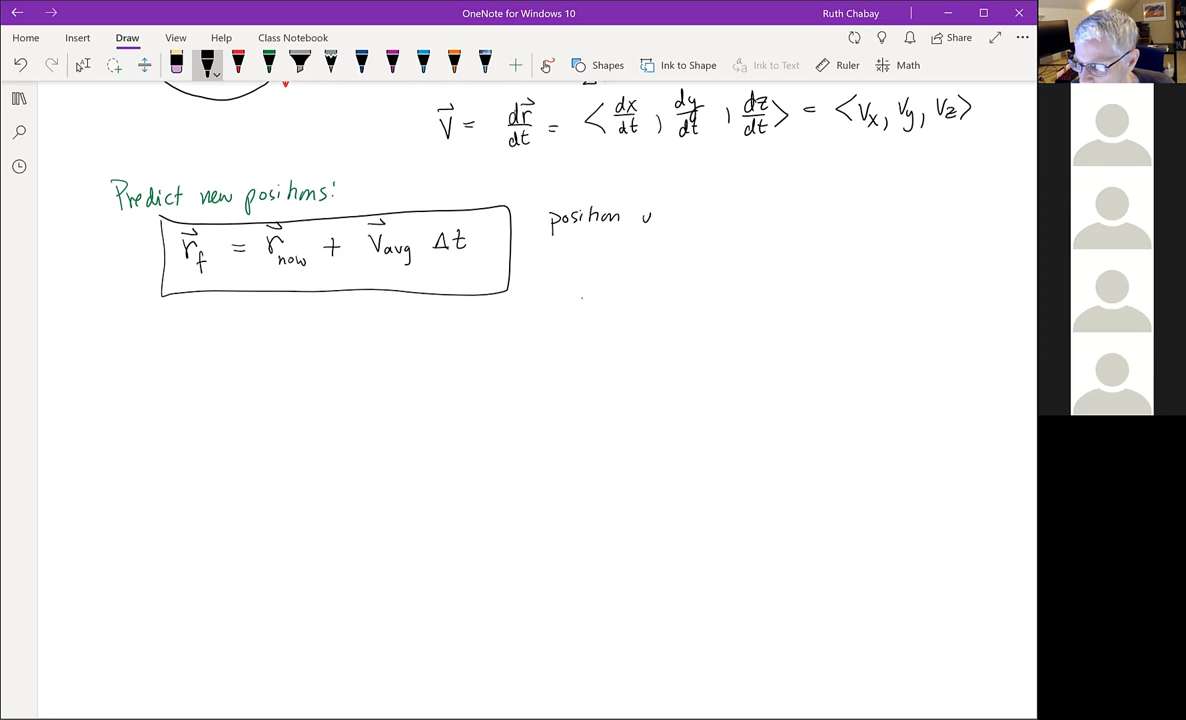 OneNote for Windows 10
Ruth Chabay
Home Insert Draw View Help Class Notebook
Share
Shapes Ink to Shape Ink to Text Ruler Math
v⃗ = dr⃗/dt = <dx/dt, dy/dt, dz/dt> = <Vx, Vy, Vz>
Predict new positions:
r⃗f = r⃗now + v⃗avg Δt
position u